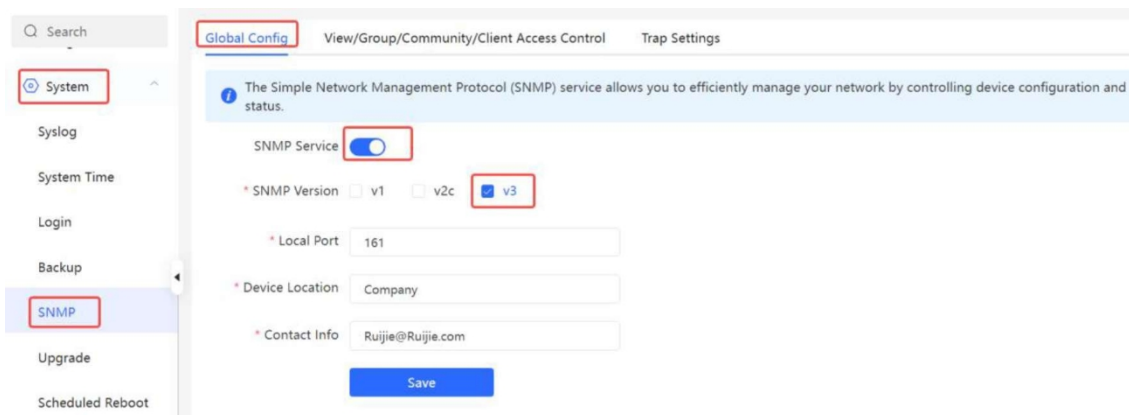 Search
Global Config View/Group/Community/Client Access Control Trap Settings
System
The Simple Network Management Protocol (SNMP) service allows you to efficiently manage your network by controlling device configuration and
status.
Syslog
SNMP Service
System Time
* SNMP Version v1 v2c v3
Login
* Local Port 161
Backup
* Device Location Company
SNMP
* Contact Info Ruijie@Ruijie.com
Upgrade
Save
Scheduled Reboot